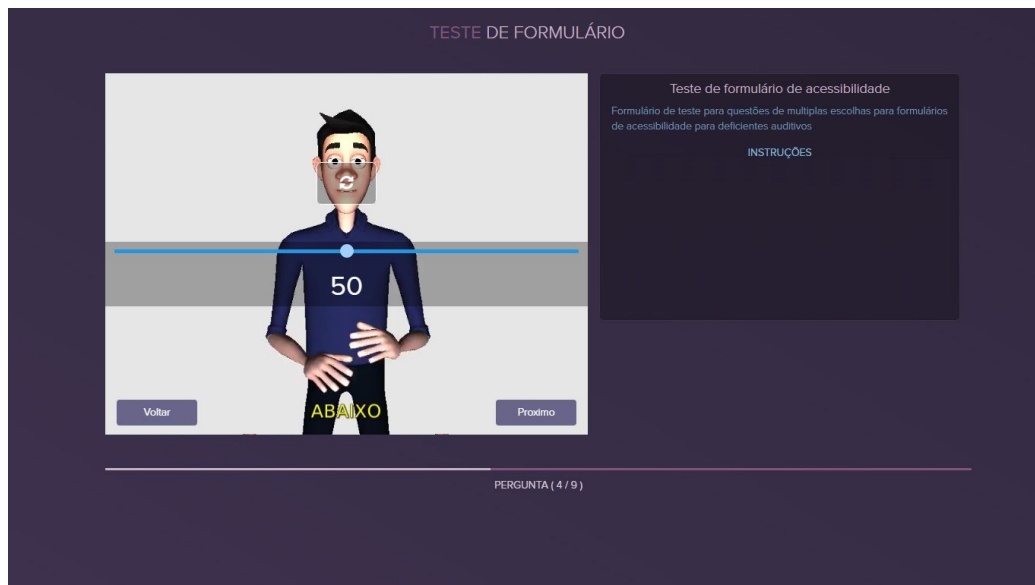 TESTE DE FORMULÁRIO
Teste de formulário de acessibilidade
Formulário de teste para questões de multiplas escolhas para formulários
de acessibilidade para deficientes auditivos
INSTRUÇÕES
50
Voltar
ABAIXO
Proximo
PERGUNTA ( 4 / 9 )